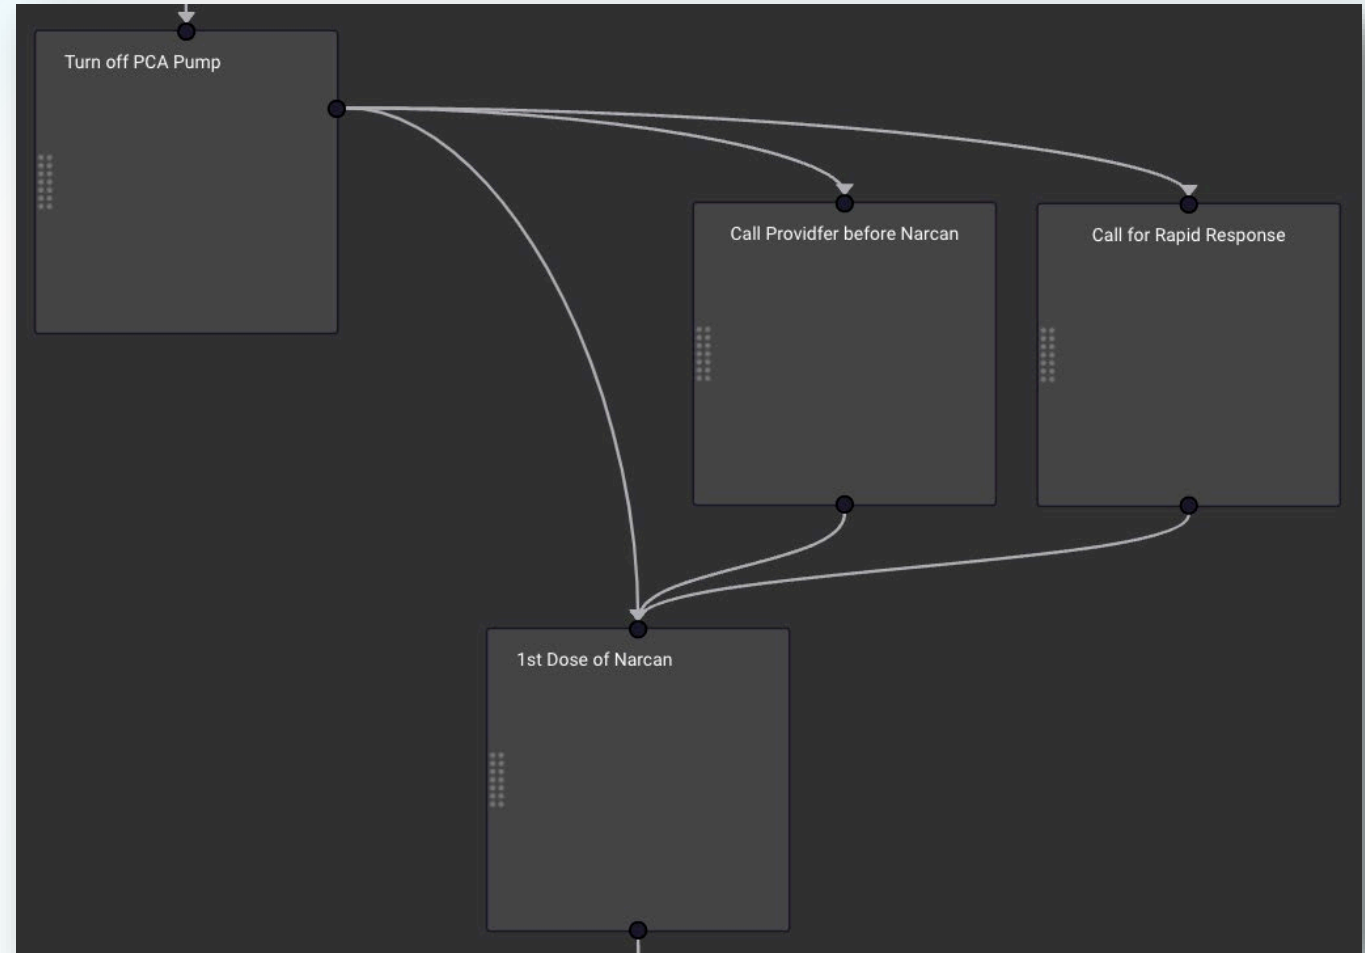 Turn off PCA Pump
Call Providfer before Narcan
Call for Rapid Response
1st Dose of Narcan